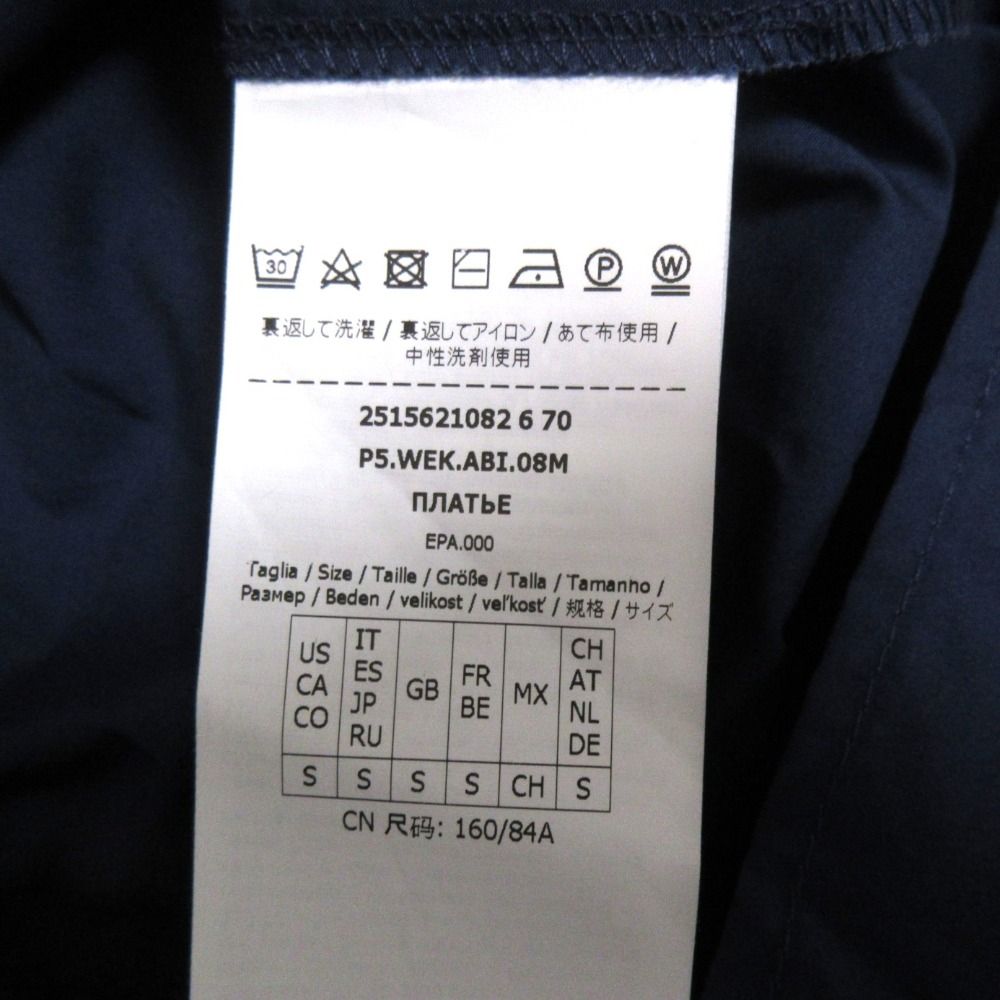 30 P W
裏返して洗濯 / 裏返してアイロン / あて布使用 /
中性洗剤使用
2515621082 6 70
P5.WEK.ABI.08M
ПЛАТЬЕ
EPA.000
Taglia / Size / Taille / Größe / Talla / Tamanho /
Размер / Beden / velikost / veľkosť / 规格 / サイズ
US CA CO
IT ES JP RU
GB
FR BE
MX
CH AT NL DE
S S S S CH S
CN 尺码: 160/84A